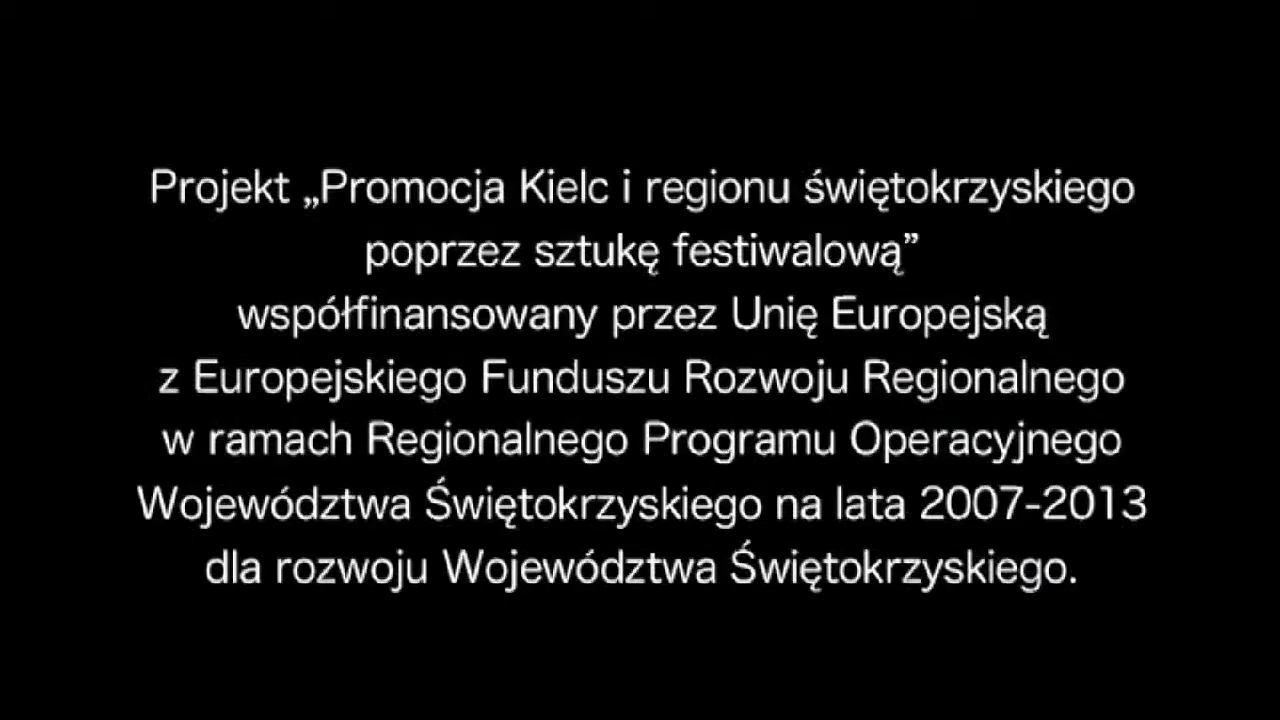 Projekt „Promocja Kielc i regionu świętokrzyskiego
poprzez sztukę festiwalową”
współfinansowany przez Unię Europejską
z Europejskiego Funduszu Rozwoju Regionalnego
w ramach Regionalnego Programu Operacyjnego
Województwa Świętokrzyskiego na lata 2007-2013
dla rozwoju Województwa Świętokrzyskiego.